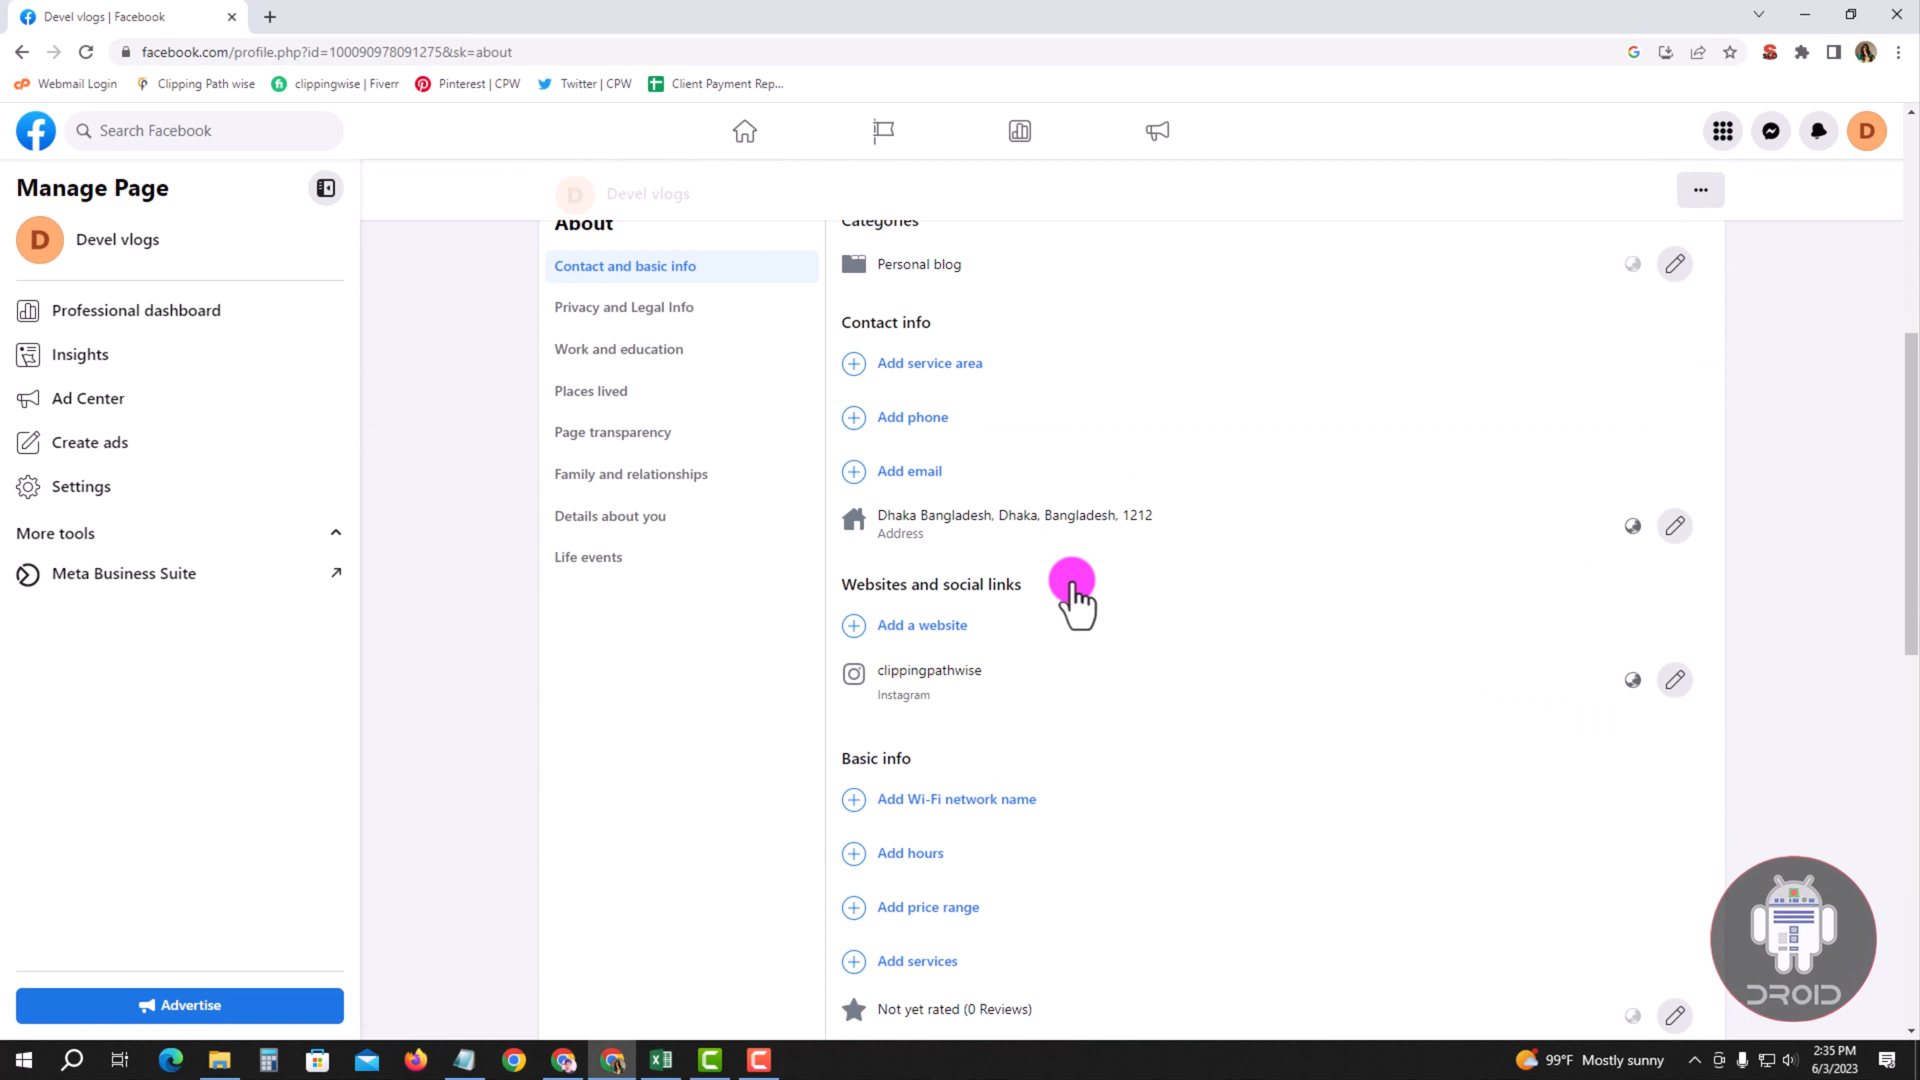 Devel vlogs | Facebook
facebook.com/profile.php?id=100090978091275&sk=about
Webmail Login
Clipping Path wise
clippingwise | Fiverr
Pinterest | CPW
Twitter | CPW
Client Payment Rep...
Search Facebook
D
Manage Page
D
Devel vlogs
Professional dashboard
Insights
Ad Center
Create ads
Settings
More tools
Meta Business Suite
Advertise
D
Devel vlogs
About
Contact and basic info
Privacy and Legal Info
Work and education
Places lived
Page transparency
Family and relationships
Details about you
Life events
Categories
Personal blog
Contact info
Add service area
Add phone
Add email
Dhaka Bangladesh, Dhaka, Bangladesh, 1212
Address
Websites and social links
Add a website
clippingpathwise
Instagram
Basic info
Add Wi-Fi network name
Add hours
Add price range
Add services
Not yet rated (0 Reviews)
DROID
99°F Mostly sunny
2:35 PM
6/3/2023